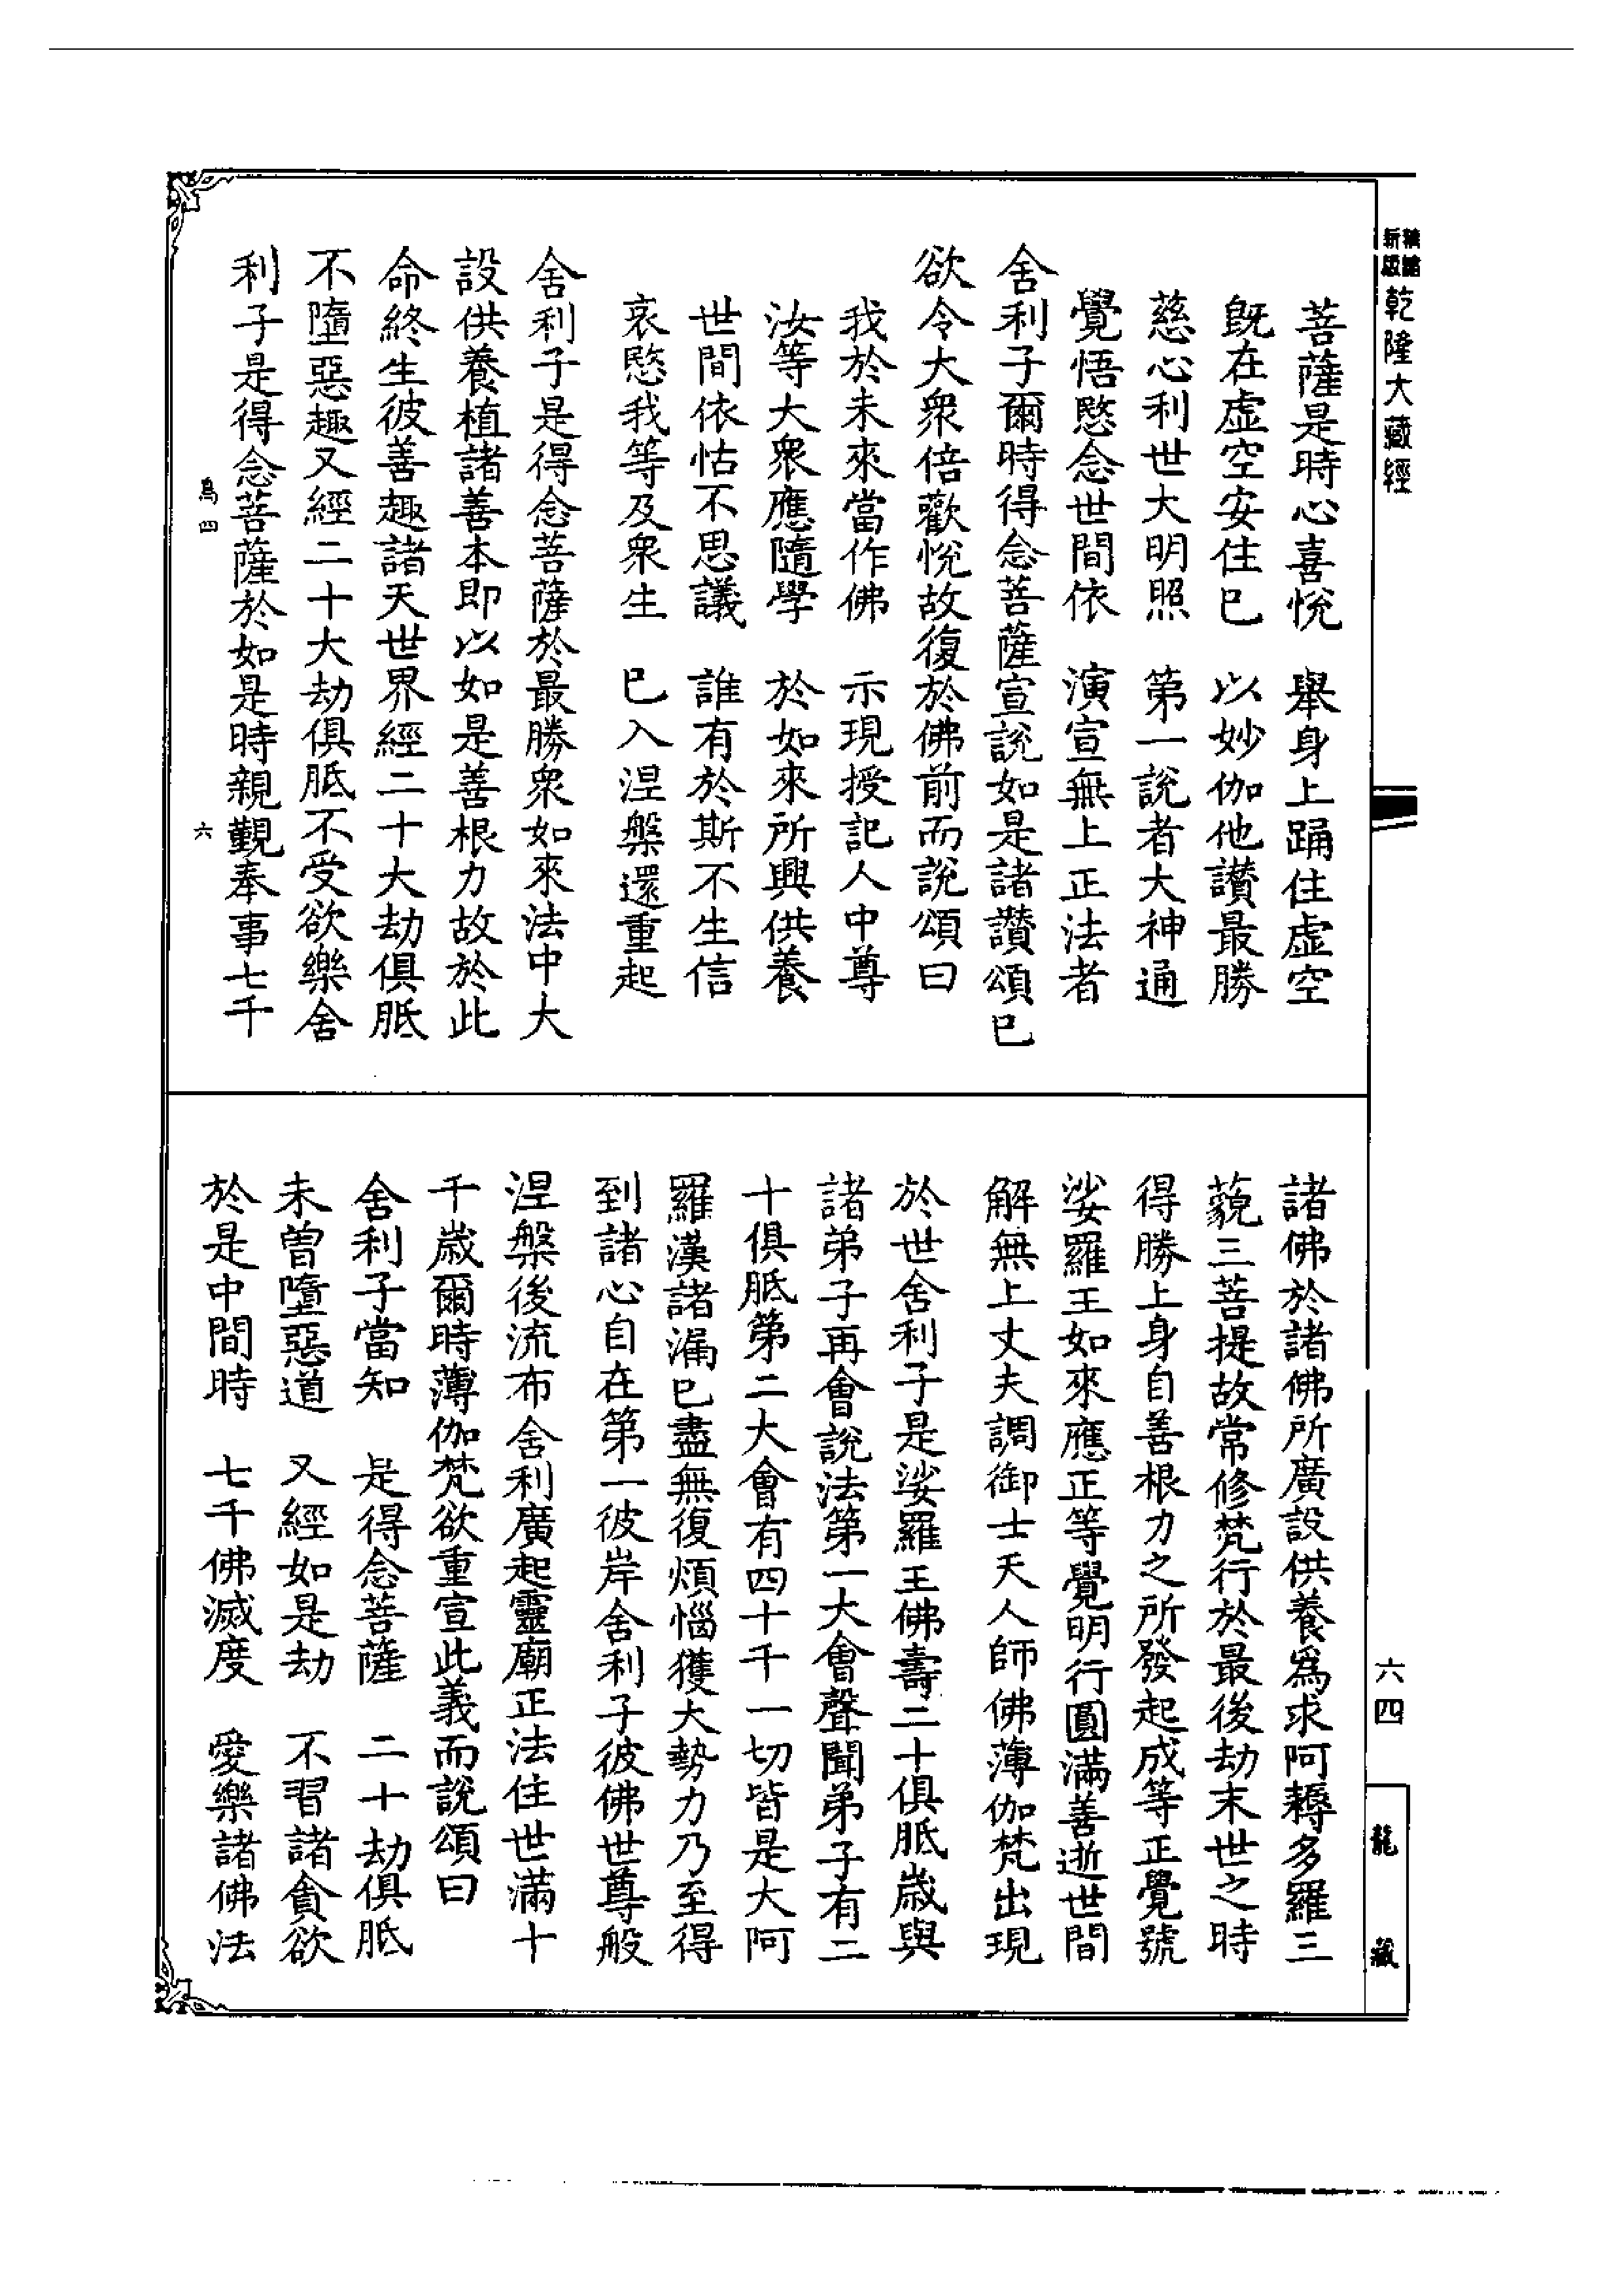 新版精縮乾隆大藏經
菩薩是時心喜悅　舉身上踊住虛空
既在虛空安住已　以妙伽他讚最勝
慈心利世大明照　第一說者大神通
覺悟愍念世間依　演宣無上正法者
舍利子爾時得念菩薩宣說如是諸讚頌已
欲令大眾倍歡悅故復於佛前而說頌曰
我於未來當作佛　示現授記人中尊
汝等大衆應隨學　於如來所興供養
世間依怙不思議　誰有於斯不生信
哀愍我等及衆生　已入涅槃還重起
舍利子是得念菩薩於最勝衆如來法中大
設供養植諸善本即以如是善根力故於此
命終生彼善趣諸天世界經二十大劫俱胝
不墮惡趣又經二十大劫俱胝不受欲樂舍
利子是得念菩薩於如是時親覲奉事七千
爲四　六
諸佛於諸佛所廣設供養爲求阿耨多羅三
藐三菩提故常修梵行於最後劫末世之時
得勝上身自善根力之所發起成等正覺號
娑羅王如來應正等覺明行圓滿善逝世間
解無上丈夫調御士天人師佛薄伽梵出現
於世舍利子是娑羅王佛壽二十俱胝歲與
諸弟子再會說法第一大會聲聞弟子有二
十俱胝第二大會有四十千一切皆是大阿
羅漢諸漏已盡無復煩惱獲大勢力乃至得
到諸心自在第一彼岸舍利子彼佛世尊般
涅槃後流布舍利廣起靈廟正法住世滿十
千歲爾時薄伽梵欲重宣此義而說頌曰
舍利子當知　是得念菩薩　二十劫俱胝
未曾墮惡道　又經如是劫　不習諸貪欲
於是中間時　七千佛滅度　愛樂諸佛法
六四
龍藏